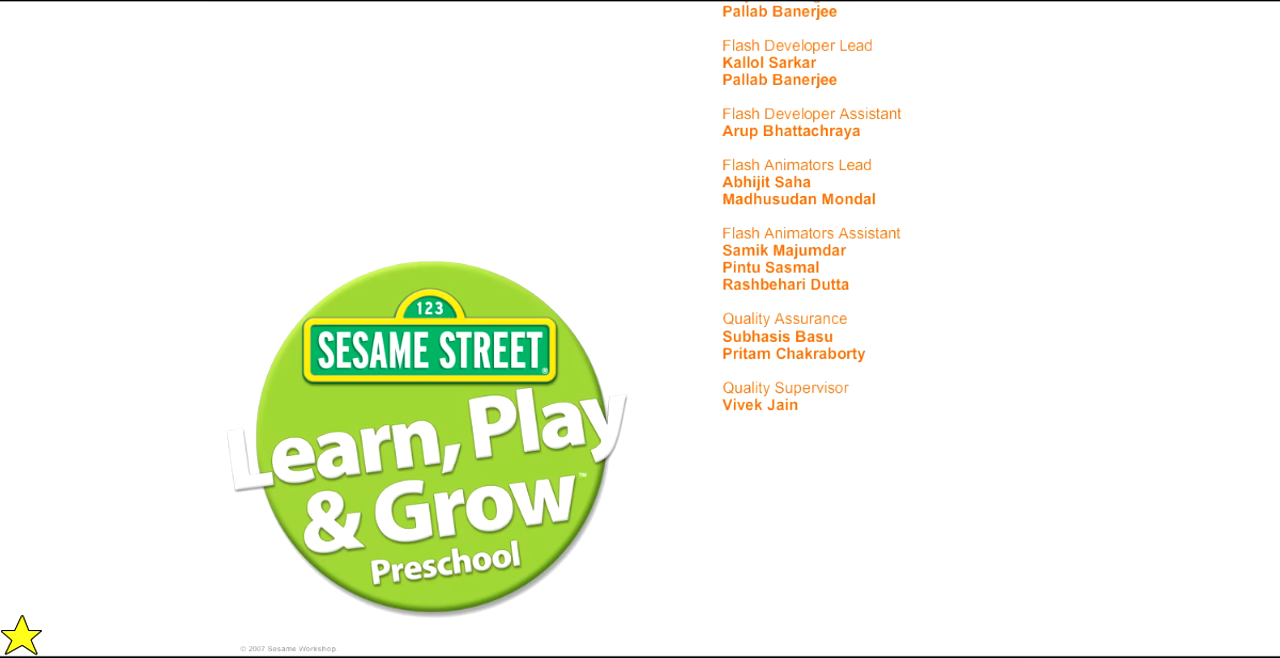 Pallab Banerjee
Flash Developer Lead
Kallol Sarkar
Pallab Banerjee
Flash Developer Assistant
Arup Bhattachraya
Flash Animators Lead
Abhijit Saha
Madhusudan Mondal
Flash Animators Assistant
Samik Majumdar
Pintu Sasmal
Rashbehari Dutta
Quality Assurance
Subhasis Basu
Pritam Chakraborty
Quality Supervisor
Vivek Jain
123
SESAME STREET®
Learn, Play
& Grow™
Preschool
© 2007 Sesame Workshop.